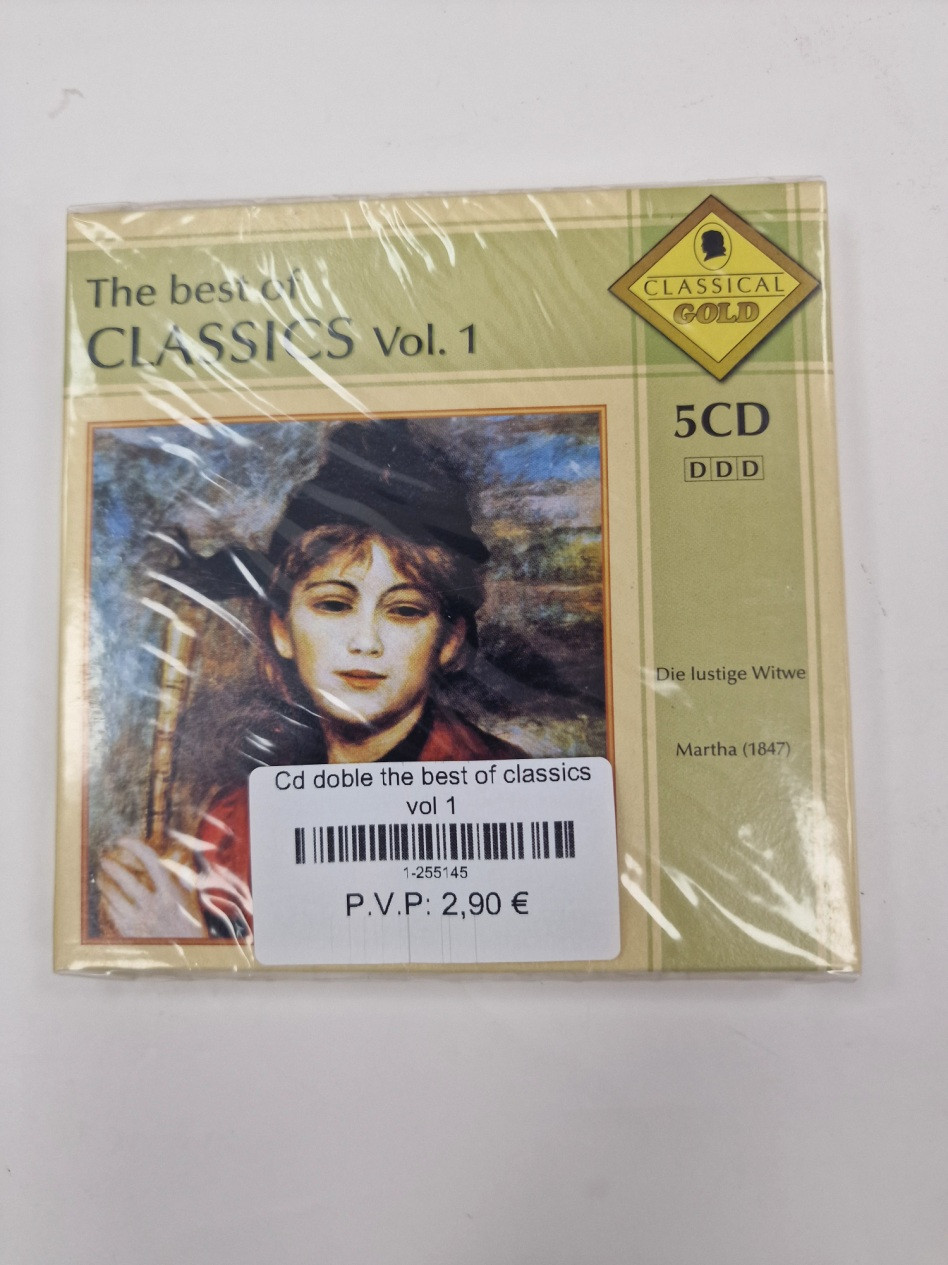 The best of
CLASSICS Vol. 1
CLASSICAL
GOLD
5CD
DDD
Die lustige Witwe
Martha (1847)
Cd doble the best of classics
vol 1
1-255145
P.V.P: 2,90 €